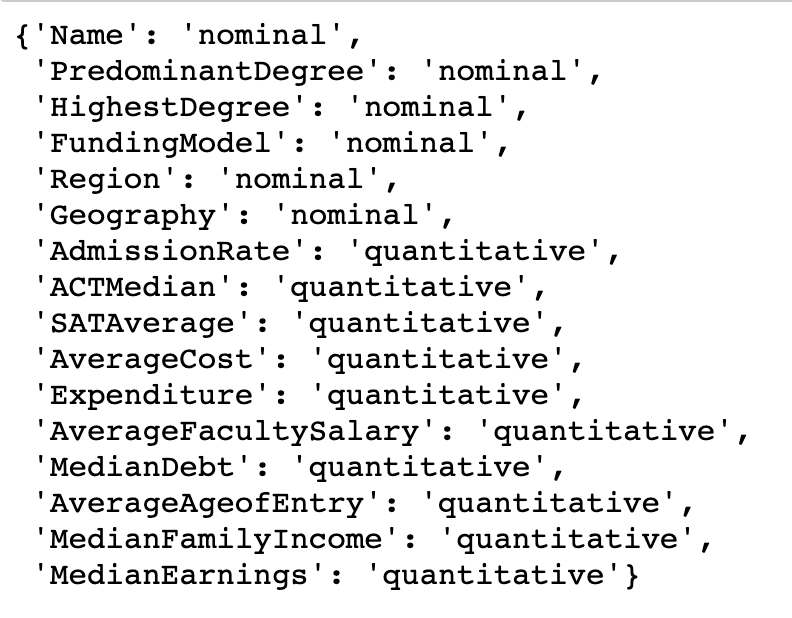 {'Name': 'nominal',
 'PredominantDegree': 'nominal',
 'HighestDegree': 'nominal',
 'FundingModel': 'nominal',
 'Region': 'nominal',
 'Geography': 'nominal',
 'AdmissionRate': 'quantitative',
 'ACTMedian': 'quantitative',
 'SATAverage': 'quantitative',
 'AverageCost': 'quantitative',
 'Expenditure': 'quantitative',
 'AverageFacultySalary': 'quantitative',
 'MedianDebt': 'quantitative',
 'AverageAgeofEntry': 'quantitative',
 'MedianFamilyIncome': 'quantitative',
 'MedianEarnings': 'quantitative'}